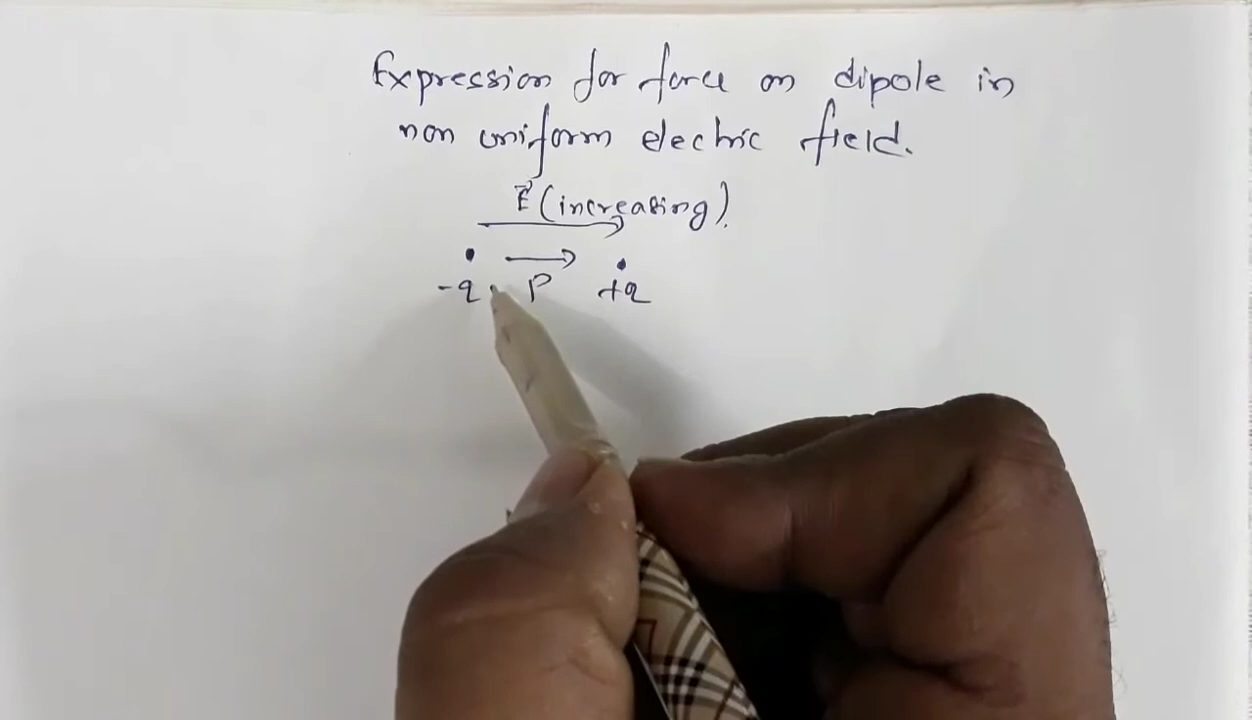 Expression for force on dipole in
non uniform electric field.
E⃗ (increasing).
-q P +q